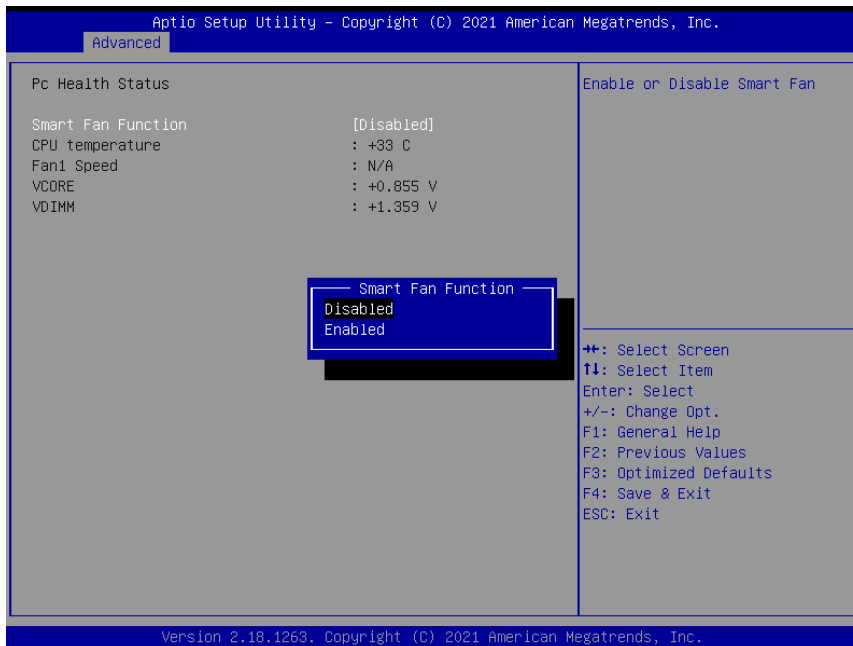 Aptio Setup Utility – Copyright (C) 2021 American Megatrends, Inc.
Advanced
Pc Health Status
Smart Fan Function [Disabled]
CPU temperature : +33 C
Fan1 Speed : N/A
VCORE : +0.855 V
VDIMM : +1.359 V
Enable or Disable Smart Fan
Smart Fan Function
Disabled
Enabled
→←: Select Screen
↑↓: Select Item
Enter: Select
+/-: Change Opt.
F1: General Help
F2: Previous Values
F3: Optimized Defaults
F4: Save & Exit
ESC: Exit
Version 2.18.1263. Copyright (C) 2021 American Megatrends, Inc.